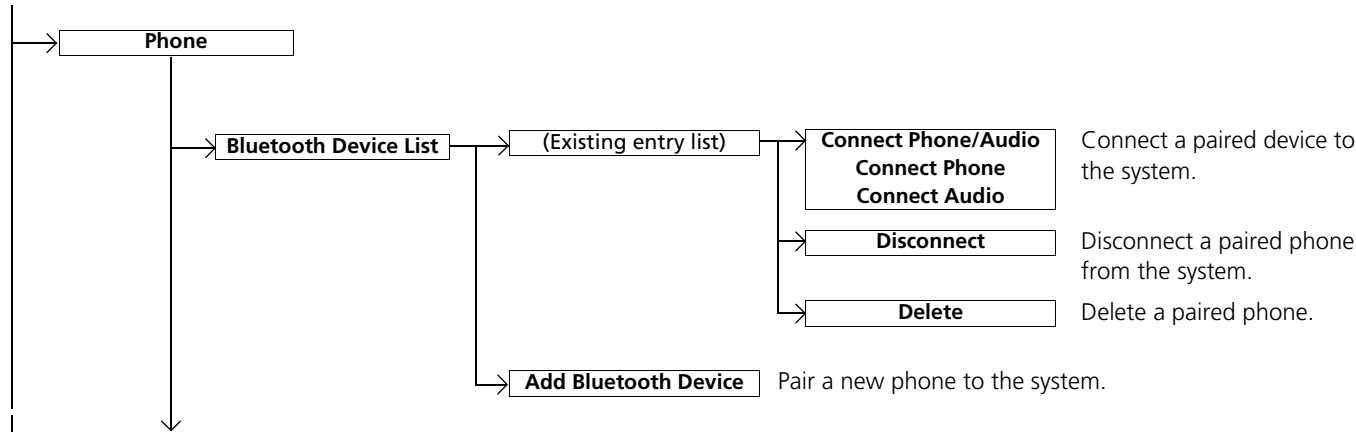 Phone
Bluetooth Device List
(Existing entry list)
Connect Phone/Audio
Connect Phone
Connect Audio
Connect a paired device to
the system.
Disconnect
Disconnect a paired phone
from the system.
Delete
Delete a paired phone.
Add Bluetooth Device
Pair a new phone to the system.